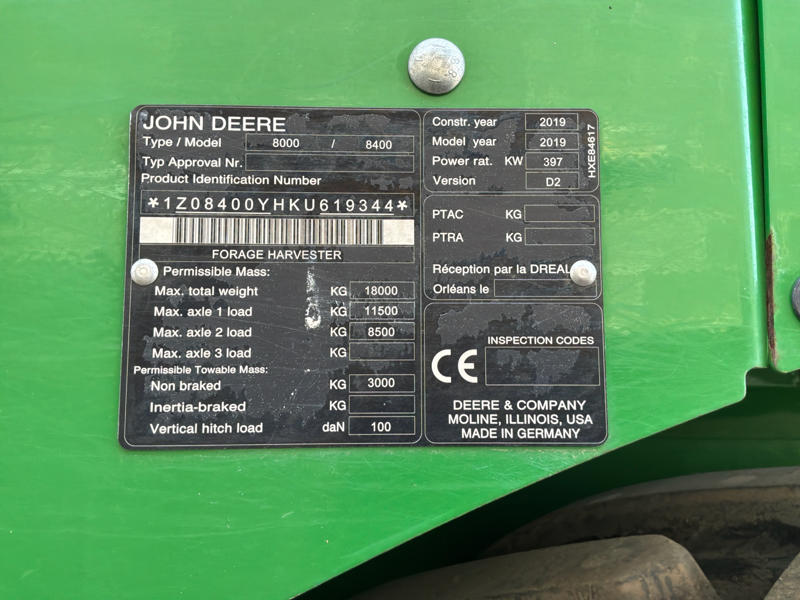 JOHN DEERE
Type / Model 8000 / 8400
Typ Approval Nr.
Product Identification Number
*1Z08400YHKU619344*
FORAGE HARVESTER
Permissible Mass:
Max. total weight KG 18000
Max. axle 1 load KG 11500
Max. axle 2 load KG 8500
Max. axle 3 load KG
Permissible Towable Mass:
Non braked KG 3000
Inertia-braked KG
Vertical hitch load daN 100
Constr. year 2019
Model year 2019
Power rat. KW 397
Version D2
HXE84617
PTAC KG
PTRA KG
Réception par la DREAL
Orléans le
CE
INSPECTION CODES
DEERE & COMPANY
MOLINE, ILLINOIS, USA
MADE IN GERMANY